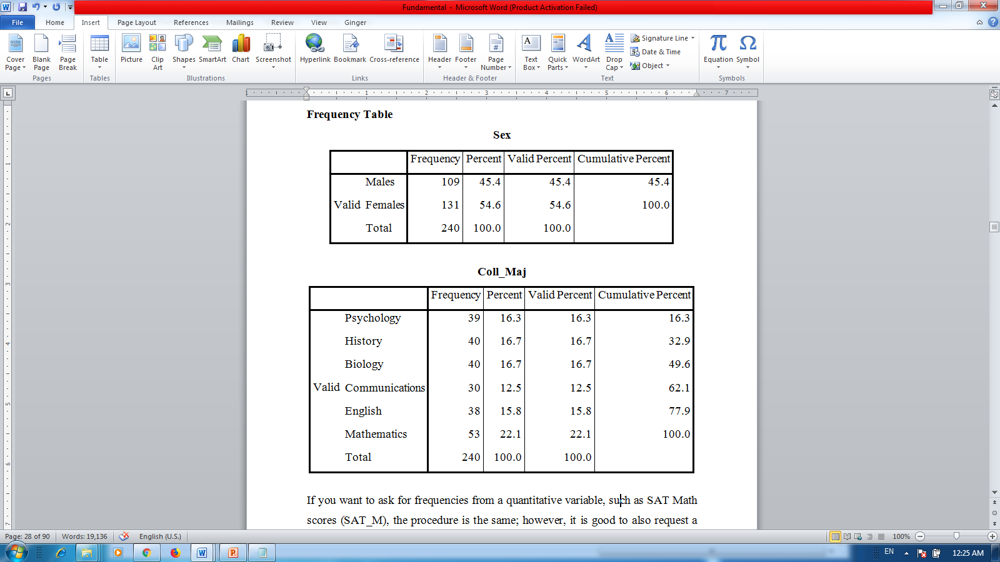 Fundamental - Microsoft Word (Product Activation Failed)
File Home Insert Page Layout References Mailings Review View Ginger
Cover Page Blank Page Page Break Table Picture Clip Art Shapes SmartArt Chart Screenshot Hyperlink Bookmark Cross-reference Header Footer Page Number Text Box Quick Parts WordArt Drop Cap Signature Line Date & Time Object Equation Symbol
Pages Tables Illustrations Links Header & Footer Text Symbols
1 1 2 3 4 5 6 7
Frequency Table
Sex
Frequency Percent Valid Percent Cumulative Percent
Males 109 45.4 45.4 45.4
Valid Females 131 54.6 54.6 100.0
Total 240 100.0 100.0
Coll_Maj
Frequency Percent Valid Percent Cumulative Percent
Psychology 39 16.3 16.3 16.3
History 40 16.7 16.7 32.9
Biology 40 16.7 16.7 49.6
Valid Communications 30 12.5 12.5 62.1
English 38 15.8 15.8 77.9
Mathematics 53 22.1 22.1 100.0
Total 240 100.0 100.0
If you want to ask for frequencies from a quantitative variable, such as SAT Math
scores (SAT_M), the procedure is the same; however, it is good to also request a
Page: 28 of 90 Words: 19,136 English (U.S.) 100%
EN 12:25 AM